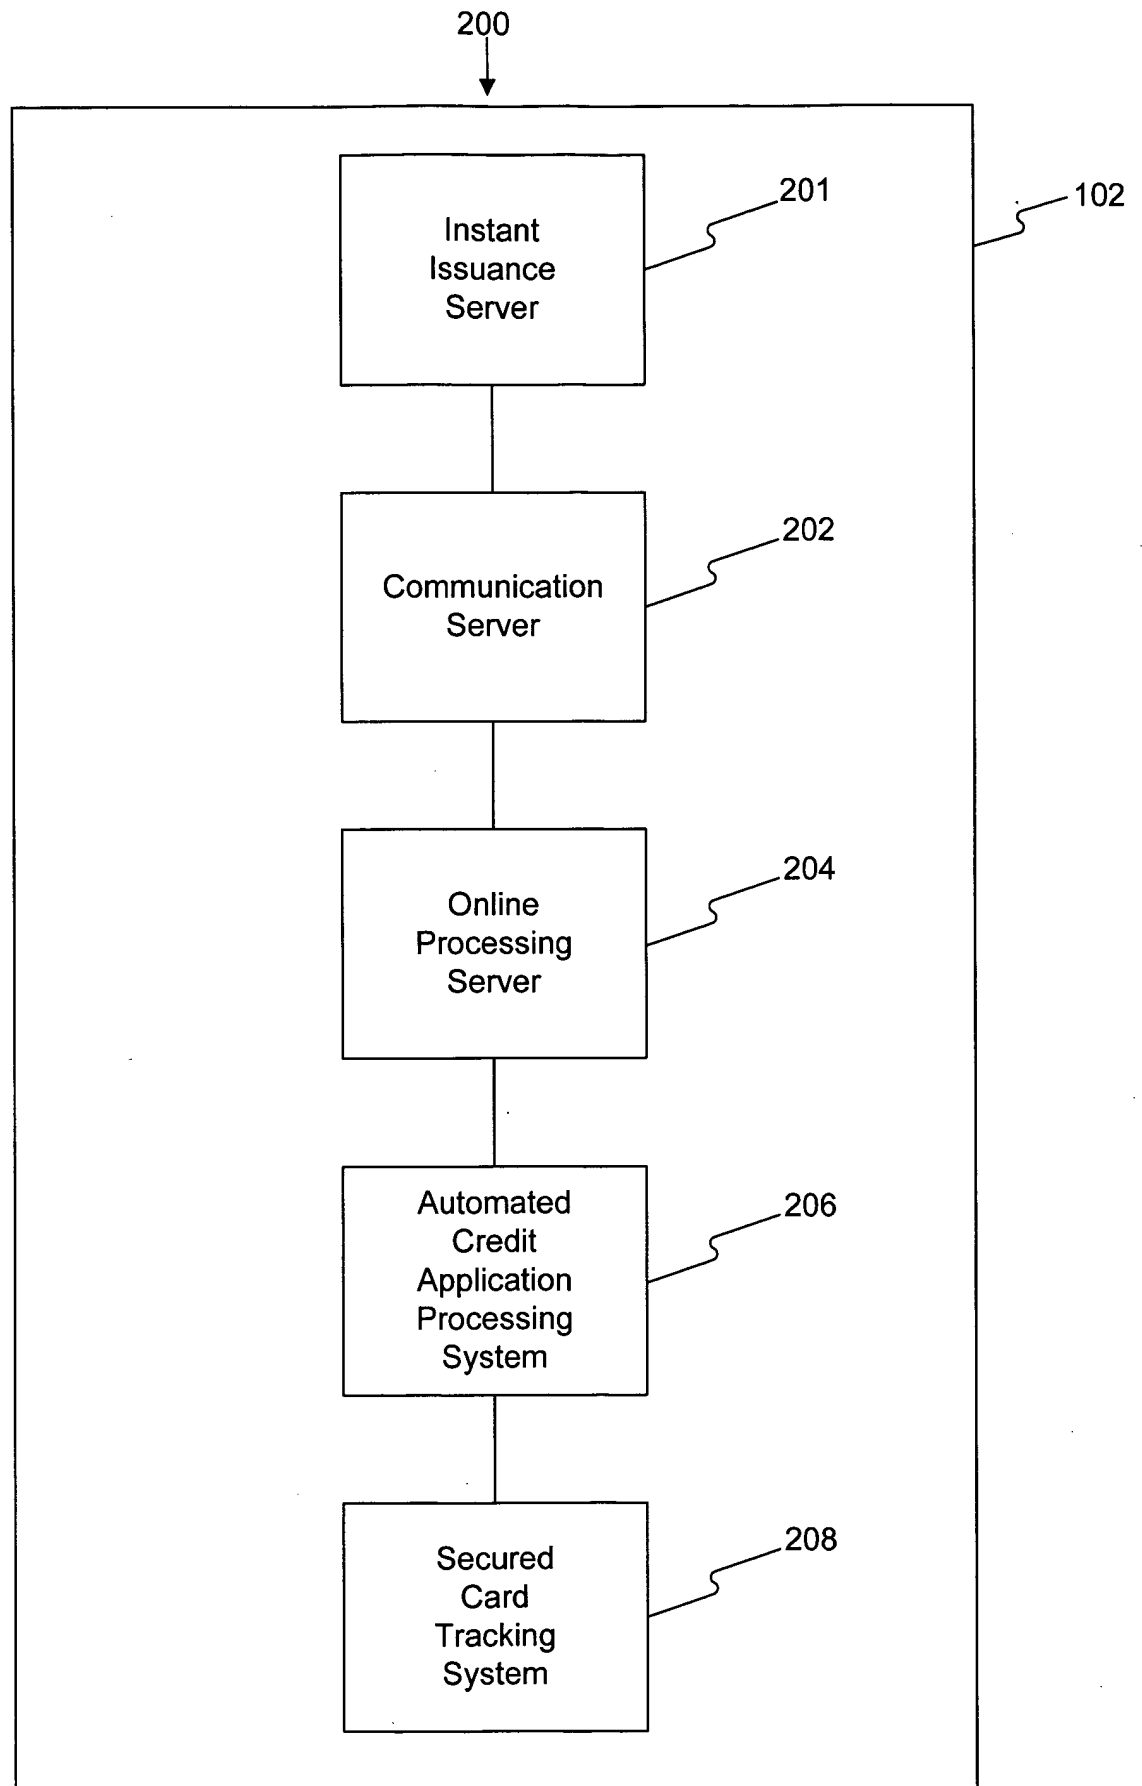 200
201
102
Instant
Issuance
Server
202
Communication
Server
204
Online
Processing
Server
206
Automated
Credit
Application
Processing
System
208
Secured
Card
Tracking
System